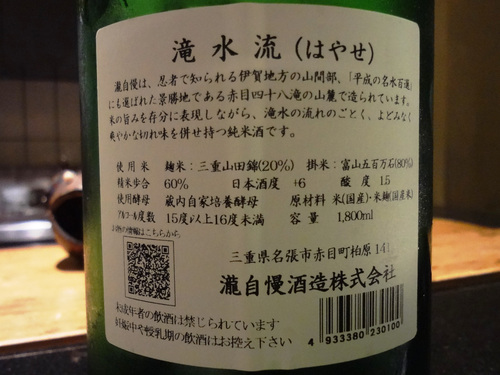 滝水流(はやせ)
瀧自慢は、忍者で知られる伊賀地方の山間部、「平成の名水百選」
にも選ばれた景勝地である赤目四十八滝の山麓で造られています。
米の旨みを存分に表現しながら、滝水の流れのごとく、よどみなく
爽やかな切れ味を併せ持つ純米酒です。
使用米 麹米:三重山田錦(20%) 掛米:富山五百万石(80%)
精米歩合 60% 日本酒度 +6 酸度 1.5
使用酵母 蔵内自家培養酵母 原材料 米(国産)・米麹(国産米)
アルコール度数 15度以上16度未満 容量 1,800ml
お酒の情報はこちらから
三重県名張市赤目町柏原141
瀧自慢酒造株式会社
未成年者の飲酒は禁じられています
妊娠中や授乳期の飲酒はお控え下さい
4 933380 230100